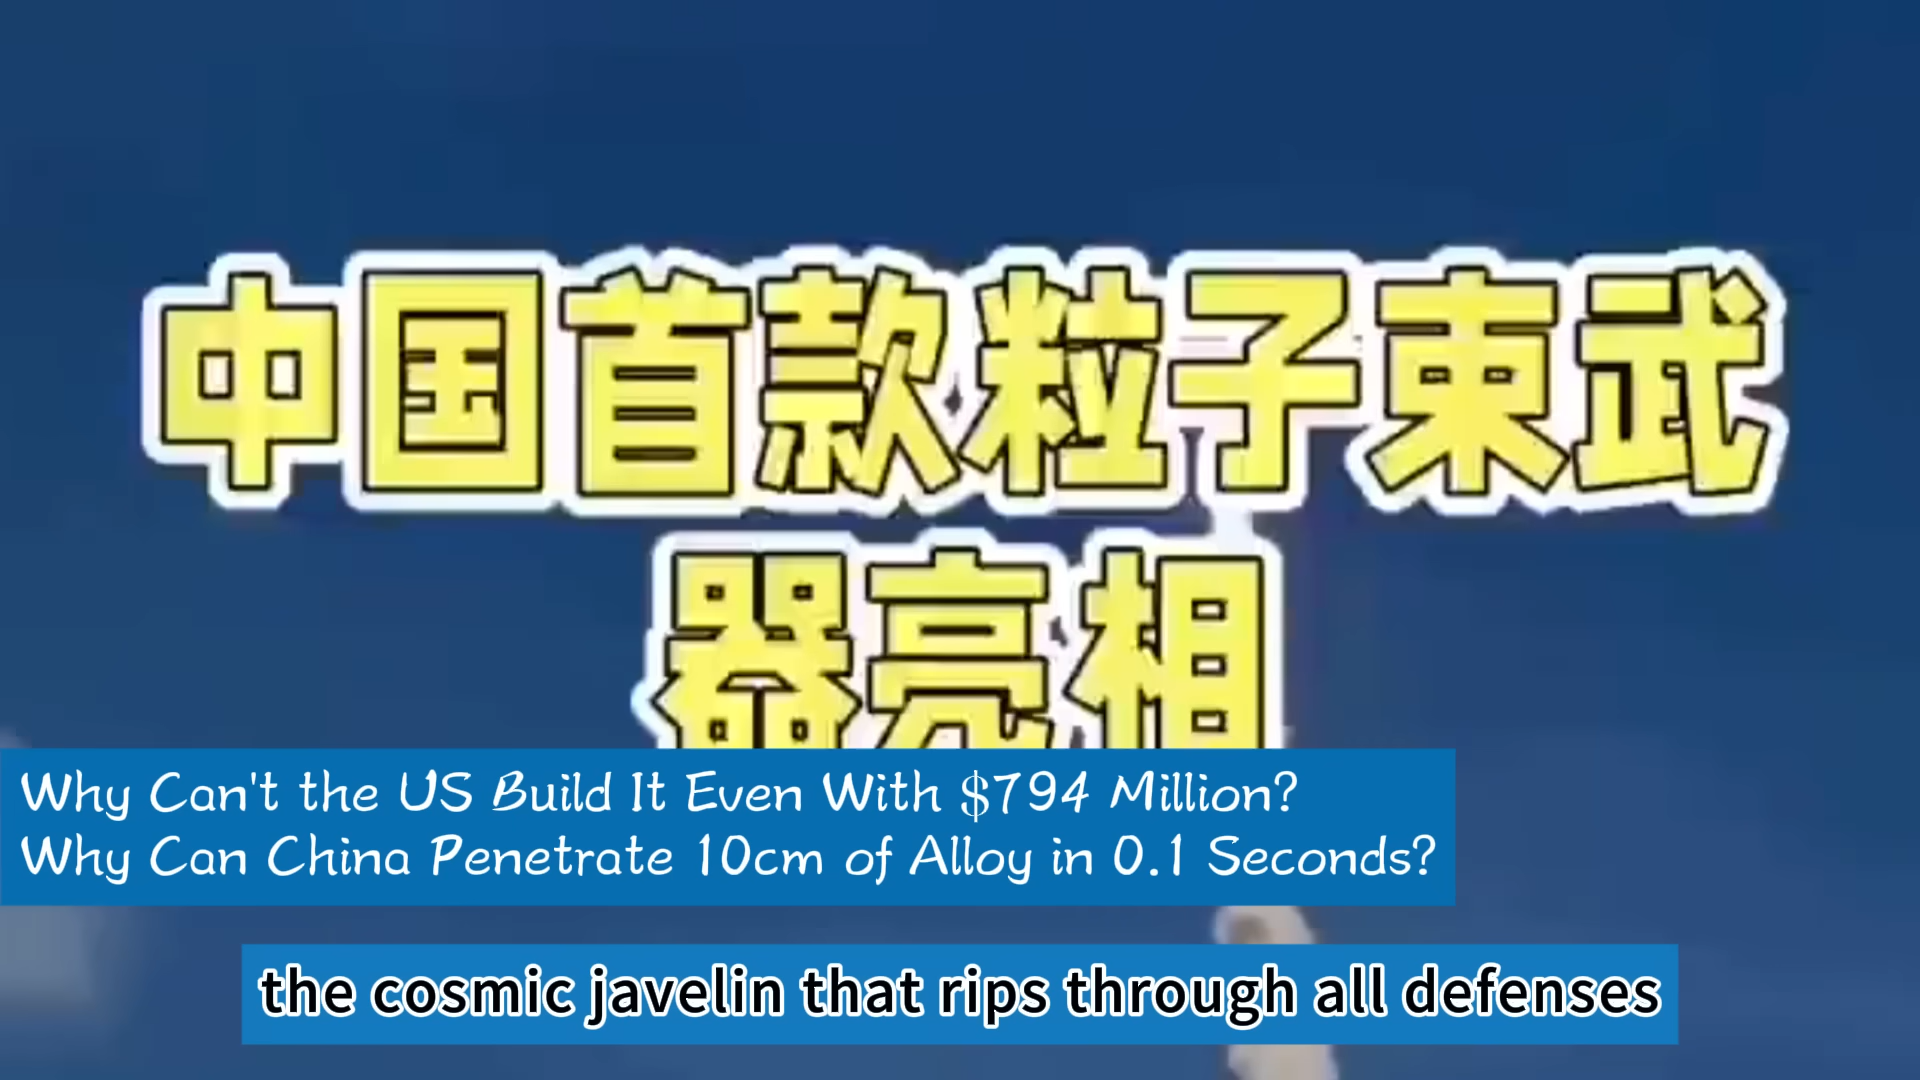 中国首款粒子束武
器亮相
Why Can't the US Build It Even With $794 Million?
Why Can China Penetrate 10cm of Alloy in 0.1 Seconds?
the cosmic javelin that rips through all defenses